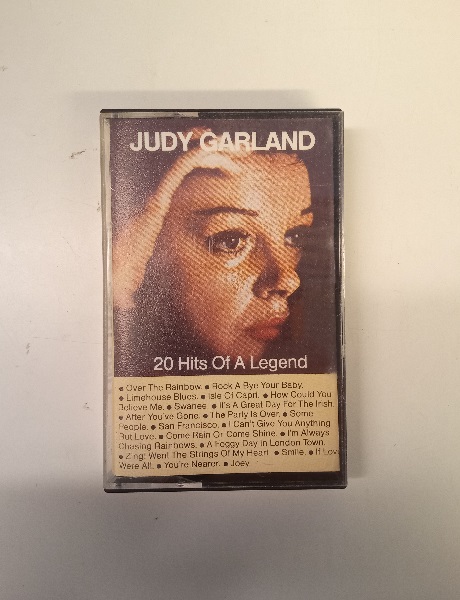 JUDY GARLAND
20 Hits Of A Legend
● Over The Rainbow. ● Rock A Bye Your Baby.
● Limehouse Blues. ● Isle Of Capri. ● How Could You
Believe Me. ● Swanee. ● It's A Great Day For The Irish.
● After You've Gone. ● The Party Is Over. ● Some
People. ● San Francisco. ● I Can't Give You Anything
But Love. ● Come Rain Or Come Shine. ● I'm Always
Chasing Rainbows. ● A Foggy Day In London Town.
● Zing! Went The Strings Of My Heart. ● Smile. ● If Love
Were All. ● You're Nearer. ● Joey